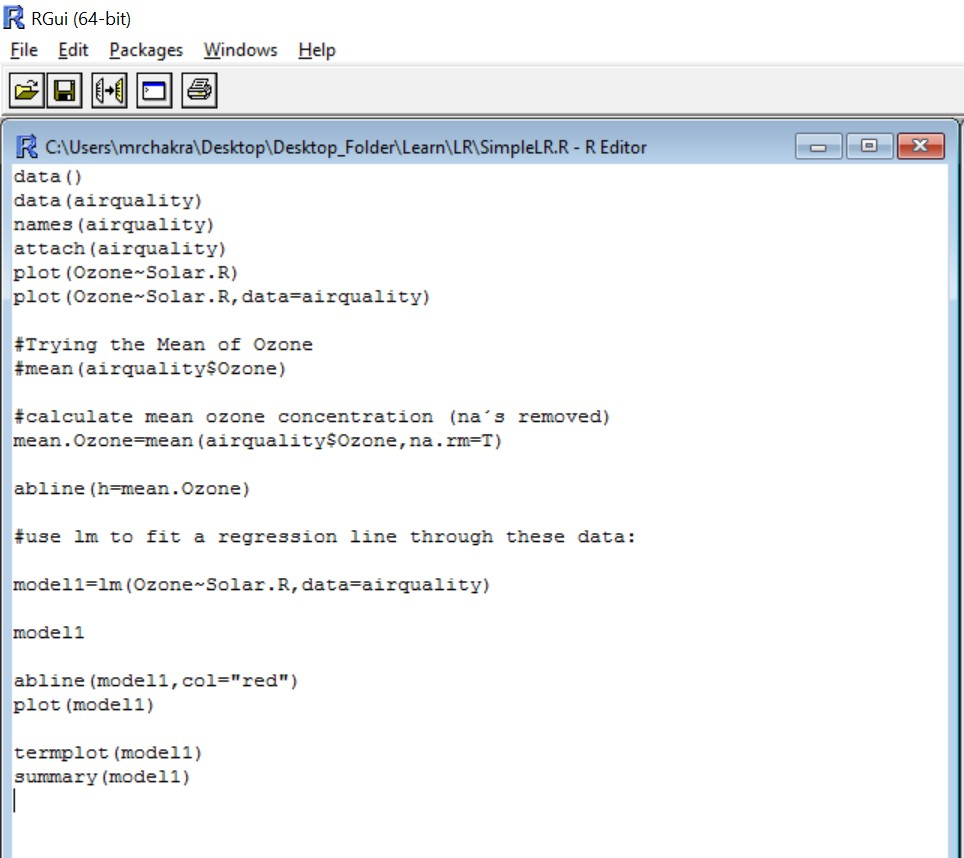 RGui (64-bit)
File Edit Packages Windows Help
C:\Users\mrchakra\Desktop\Desktop_Folder\Learn\LR\SimpleLR.R - R Editor
data()
data(airquality)
names(airquality)
attach(airquality)
plot(Ozone~Solar.R)
plot(Ozone~Solar.R,data=airquality)
#Trying the Mean of Ozone
#mean(airquality$Ozone)
#calculate mean ozone concentration (na´s removed)
mean.Ozone=mean(airquality$Ozone,na.rm=T)
abline(h=mean.Ozone)
#use lm to fit a regression line through these data:
model1=lm(Ozone~Solar.R,data=airquality)
model1
abline(model1,col="red")
plot(model1)
termplot(model1)
summary(model1)